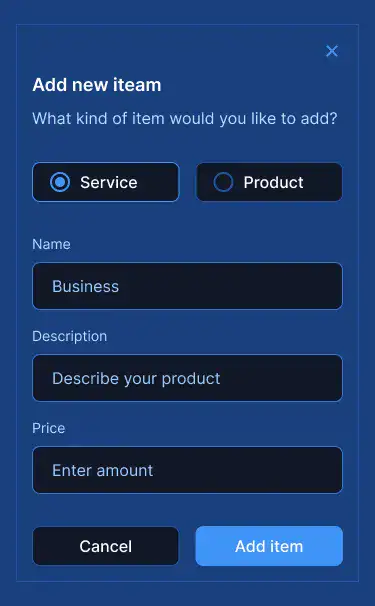 Add new iteam
What kind of item would you like to add?
Service
Product
Name
Business
Description
Describe your product
Price
Enter amount
Cancel
Add item